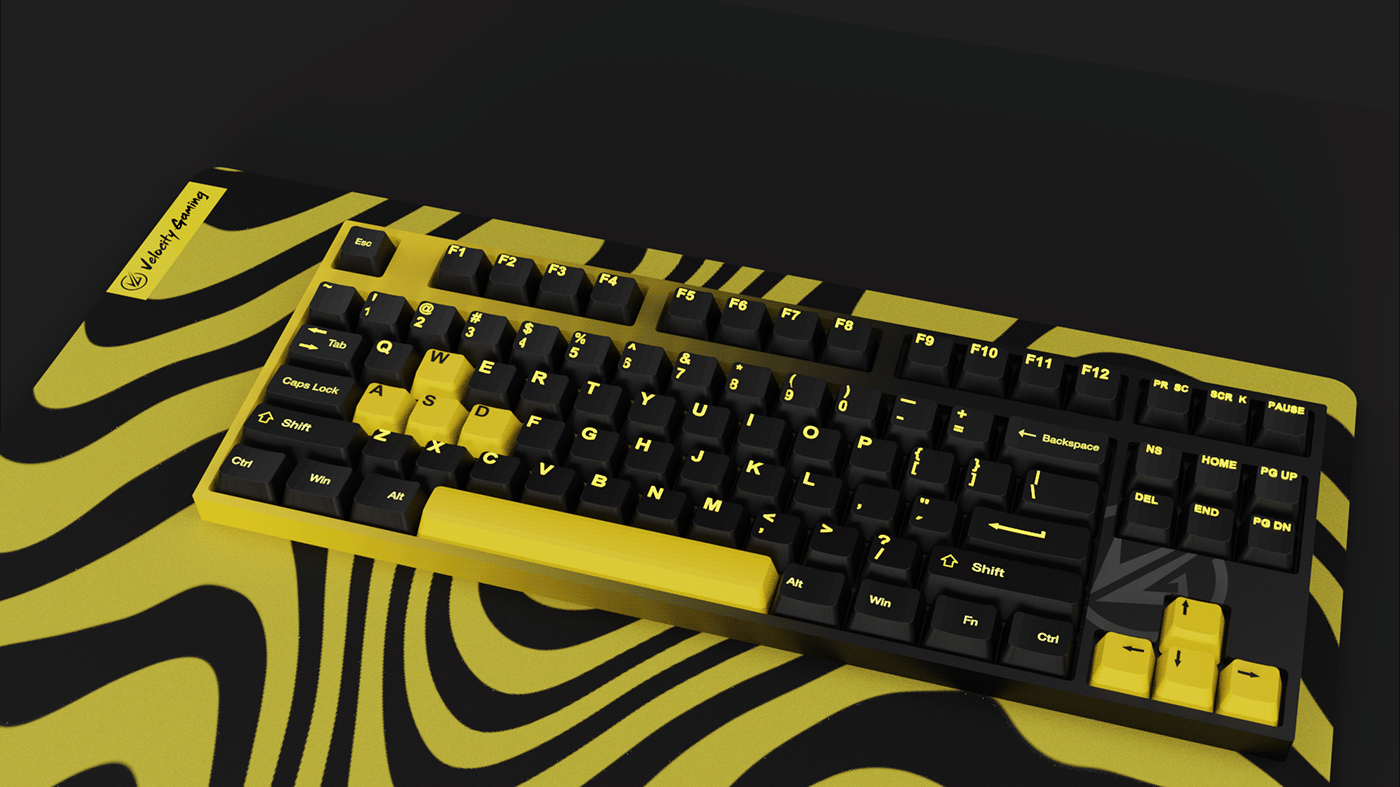 Velocity Gaming
Esc F1 F2 F3 F4 F5 F6 F7 F8 F9 F10 F11 F12 PR SC SCR K PAUSE
~ ! 1 @ 2 # 3 $ 4 % 5 ^ 6 & 7 * 8 ( 9 ) 0 — - + = ← Backspace NS HOME PG UP
Tab Q W E R T Y U I O P { [ } ] | \ DEL END PG DN
Caps Lock A S D F G H J K L
Shift Z X C V B N M < > ? / Shift ↑
Ctrl Win Alt Alt Win Fn Ctrl ← ↓ →